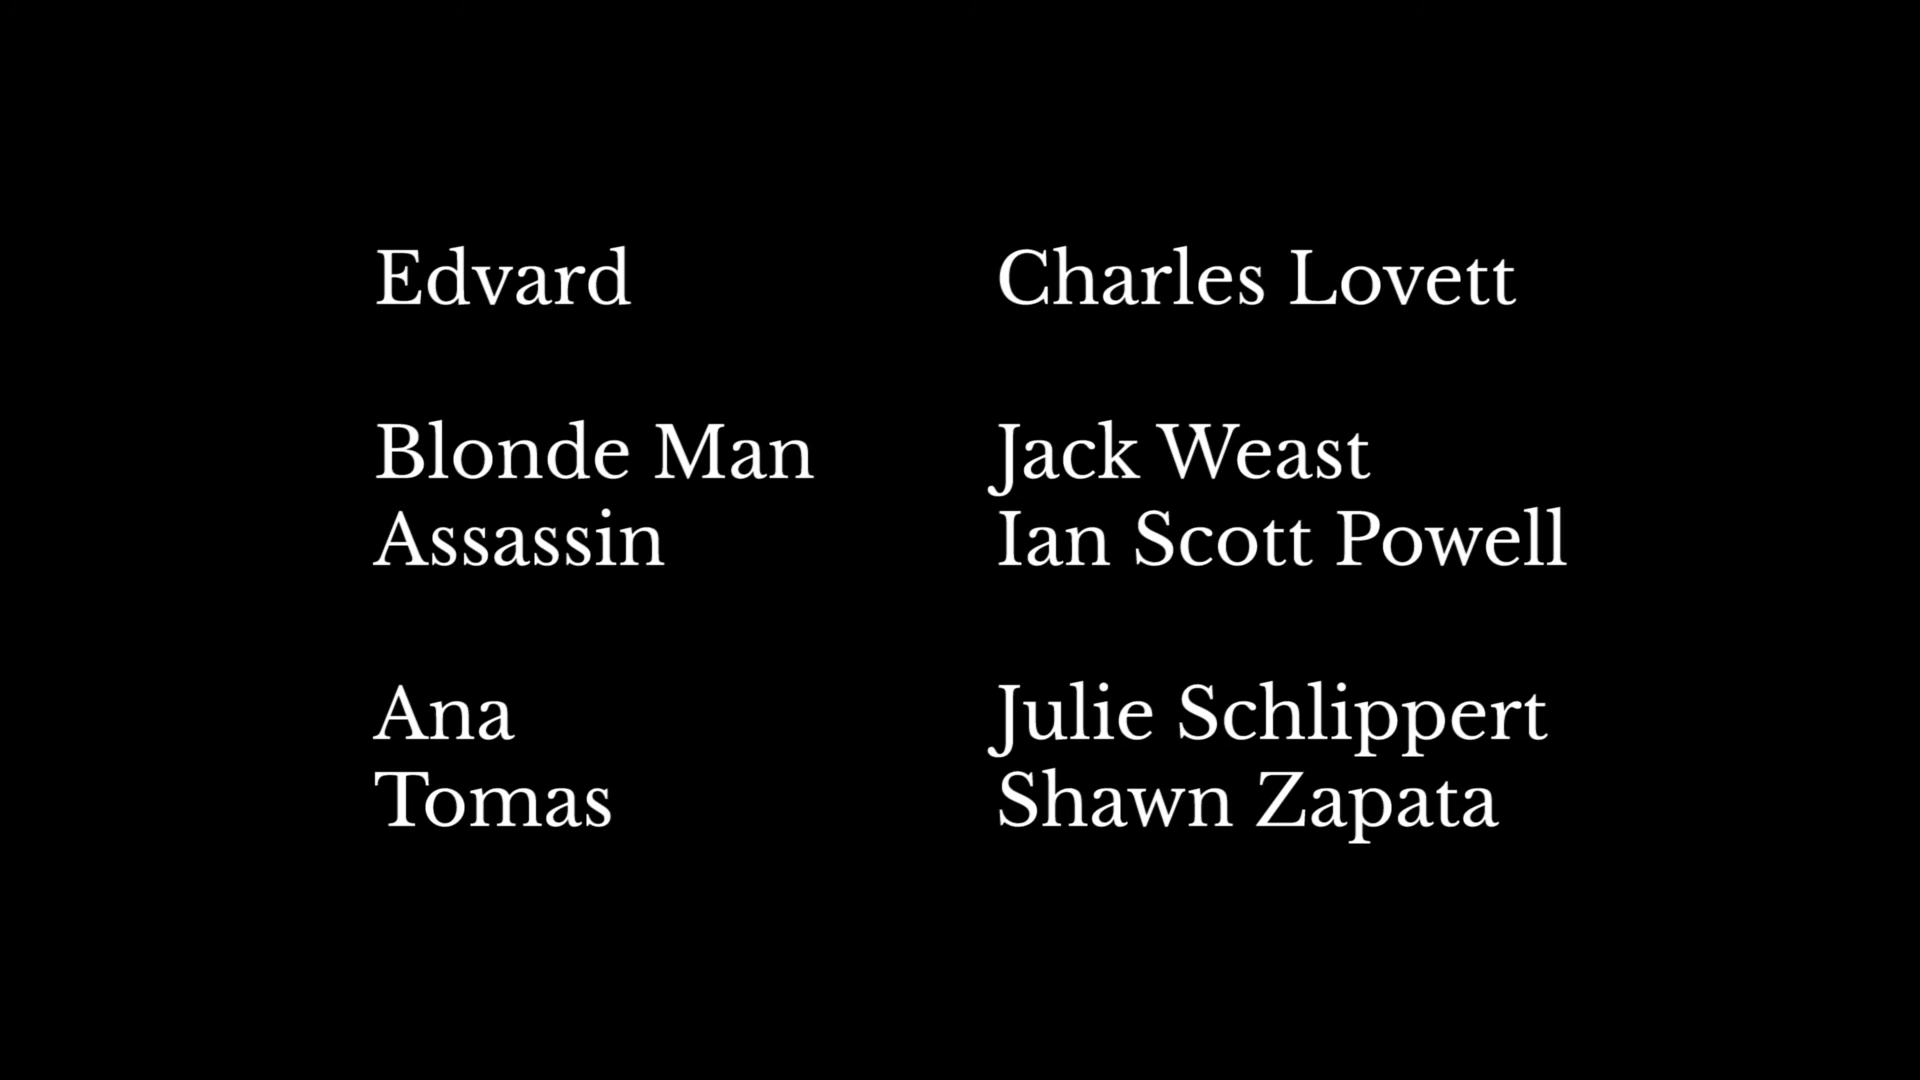 Edvard Charles Lovett
Blonde Man Jack Weast
Assassin Ian Scott Powell
Ana Julie Schlippert
Tomas Shawn Zapata